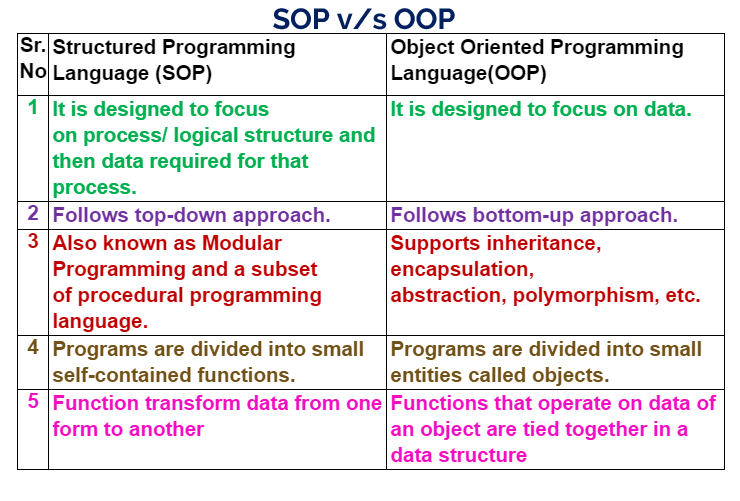 SOP v/s OOP
Sr. No
Structured Programming
Language (SOP)
Object Oriented Programming
Language(OOP)
1
It is designed to focus
on process/ logical structure and
then data required for that
process.
It is designed to focus on data.
2
Follows top-down approach.
Follows bottom-up approach.
3
Also known as Modular
Programming and a subset
of procedural programming
language.
Supports inheritance,
encapsulation,
abstraction, polymorphism, etc.
4
Programs are divided into small
self-contained functions.
Programs are divided into small
entities called objects.
5
Function transform data from one
form to another
Functions that operate on data of
an object are tied together in a
data structure